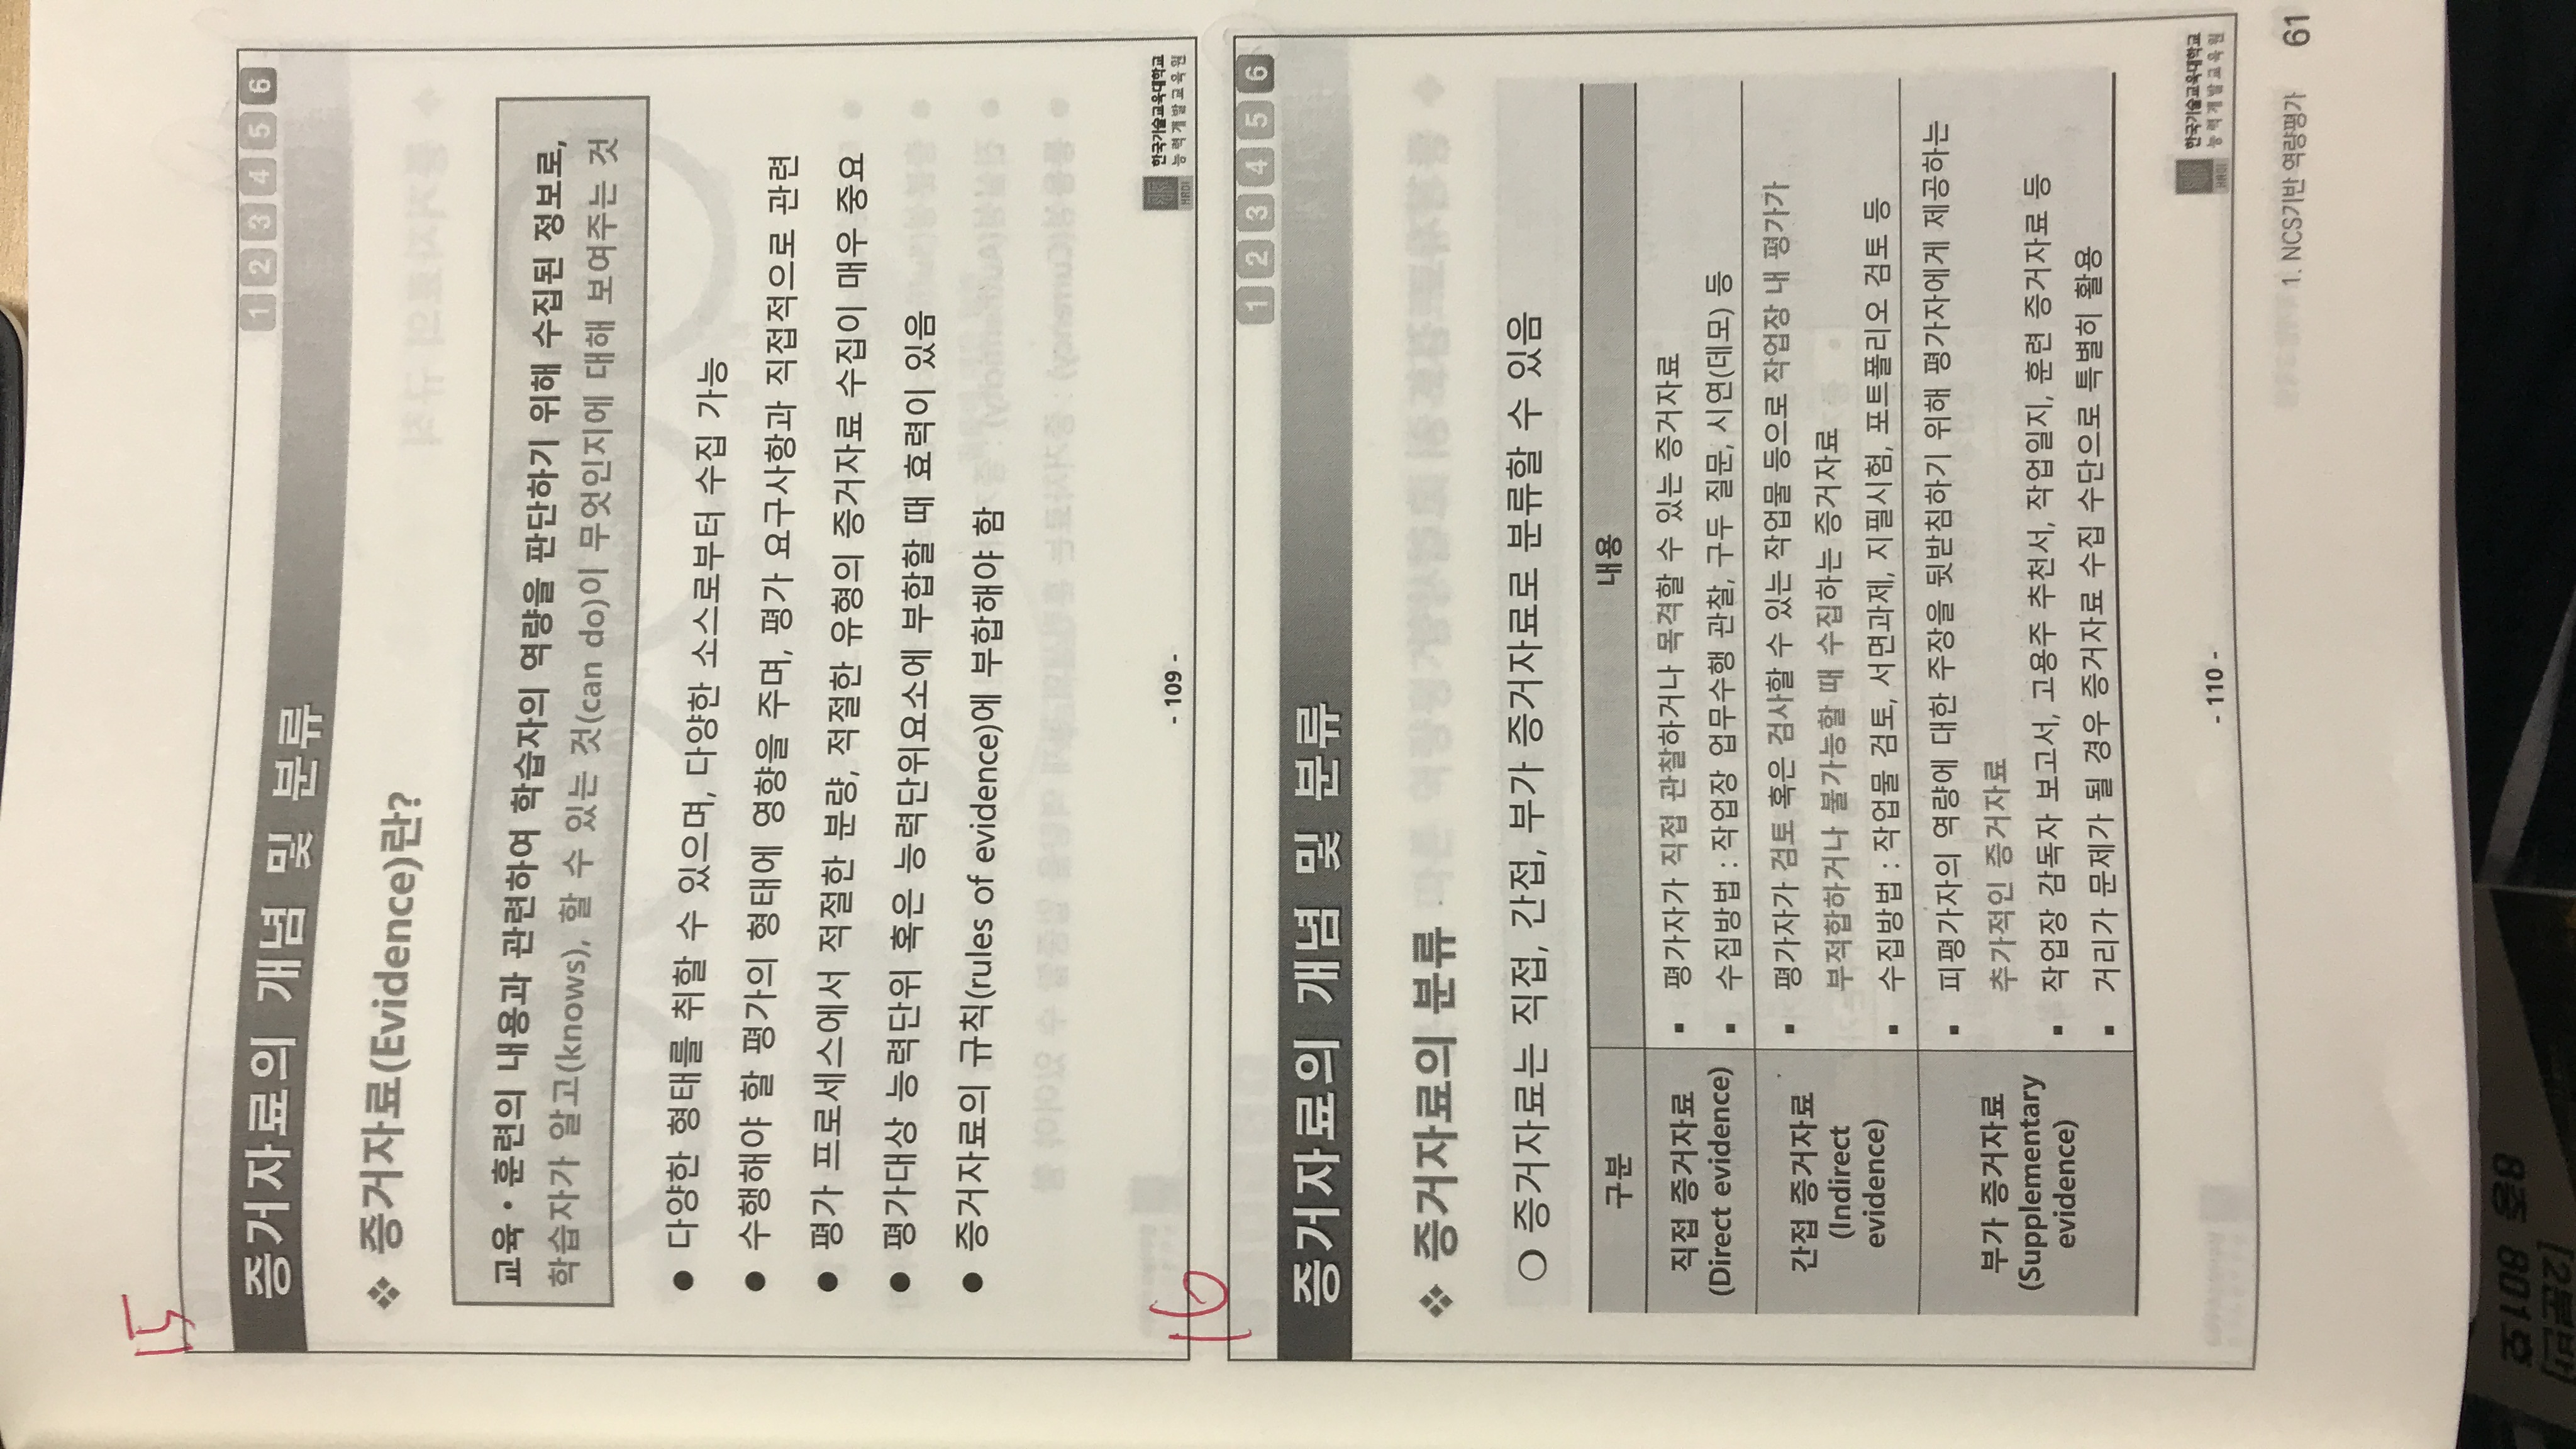 15
1 2 3 4 5 6
증거자료의 개념 및 분류
❖ 증거자료(Evidence)란?
교육・훈련의 내용과 관련하여 학습자의 역량을 판단하기 위해 수집된 정보로,
학습자가 알고(knows), 할 수 있는 것(can do)이 무엇인지에 대해 보여주는 것
● 다양한 형태를 취할 수 있으며, 다양한 소스로부터 수집 가능
● 수행해야 할 평가의 형태에 영향을 주며, 평가 요구사항과 직접적으로 관련
● 평가 프로세스에서 적절한 분량, 적절한 유형의 증거자료 수집이 매우 중요
● 평가대상 능력단위 혹은 능력단위요소에 부합할 때 효력이 있음
● 증거자료의 규칙(rules of evidence)에 부합해야 함
- 109 -
HRDI
한국기술교육대학교
능력개발교육원
16
1 2 3 4 5 6
증거자료의 개념 및 분류
❖ 증거자료의 분류
❍ 증거자료는 직접, 간접, 부가 증거자료로 분류할 수 있음
구분 내용
직접 증거자료
(Direct evidence)
▪ 평가자가 직접 관찰하거나 목격할 수 있는 증거자료
▪ 수집방법 : 작업장 업무수행 관찰, 구두 질문, 시연(데모) 등
간접 증거자료
(Indirect
evidence)
▪ 평가자가 검토 혹은 검사할 수 있는 작업물 등으로 작업장 내 평가가
부적합하거나 불가능할 때 수집하는 증거자료
▪ 수집방법 : 작업물 검토, 서면과제, 지필시험, 포트폴리오 검토 등
부가 증거자료
(Supplementary
evidence)
▪ 피평가자의 역량에 대한 주장을 뒷받침하기 위해 평가자에게 제공하는
추가적인 증거자료
▪ 작업장 감독자 보고서, 고용주 추천서, 작업일지, 훈련 증거자료 등
▪ 거리가 문제가 될 경우 증거자료 수집 수단으로 특별히 활용
- 110 -
HRDI
한국기술교육대학교
능력개발교육원
1. NCS기반 역량평가 61
8층 801호
[2분반]